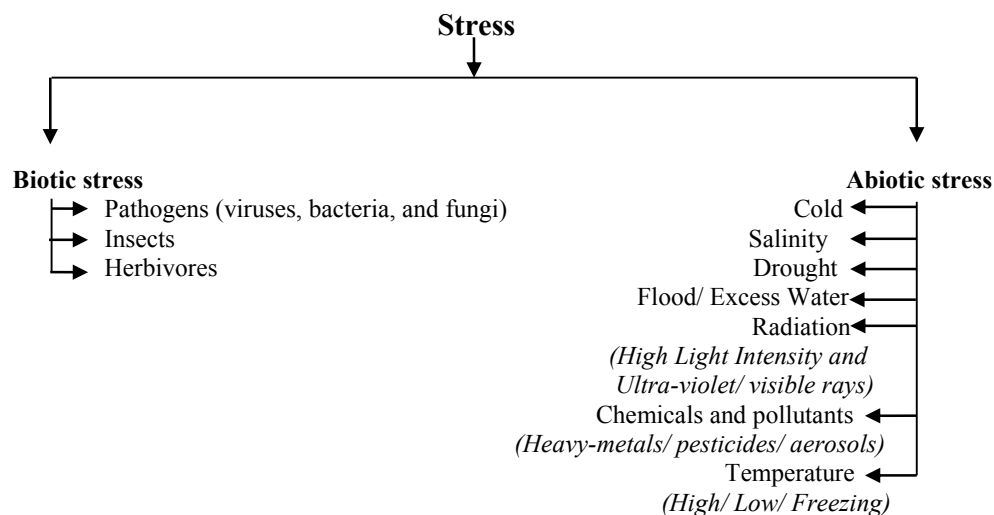 Stress
Biotic stress
Pathogens (viruses, bacteria, and fungi)
Insects
Herbivores
Abiotic stress
Cold
Salinity
Drought
Flood/ Excess Water
Radiation
(High Light Intensity and
Ultra-violet/ visible rays)
Chemicals and pollutants
(Heavy-metals/ pesticides/ aerosols)
Temperature
(High/ Low/ Freezing)